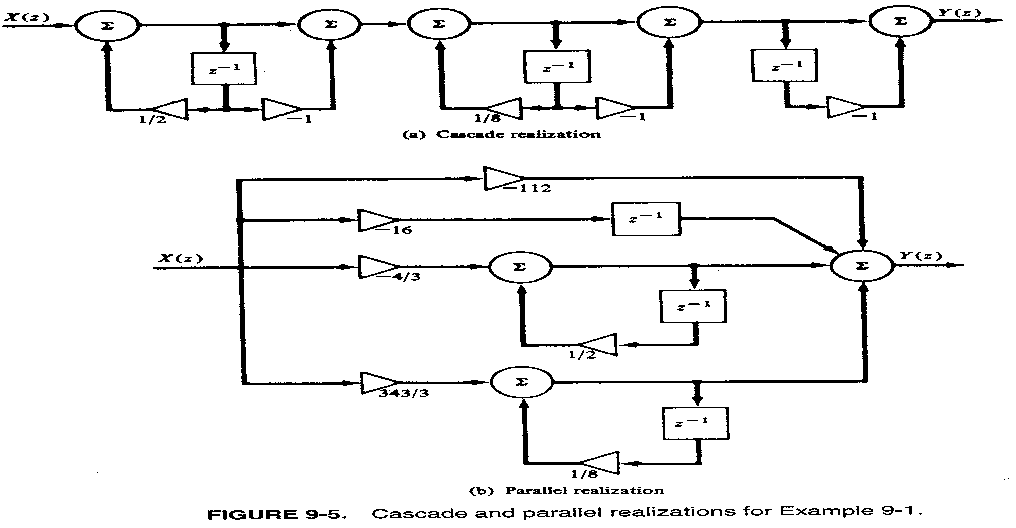 X(z) Σ Σ Σ Σ Σ Y(z)
z⁻¹ z⁻¹ z⁻¹
1/2 −1 1/8 −1 −1
(a) Cascade realization
−112
−16 z⁻¹
X(z) −4/3 Σ Σ Y(z)
z⁻¹
1/2
343/3 Σ
z⁻¹
1/8
(b) Parallel realization
FIGURE 9-5. Cascade and parallel realizations for Example 9-1.